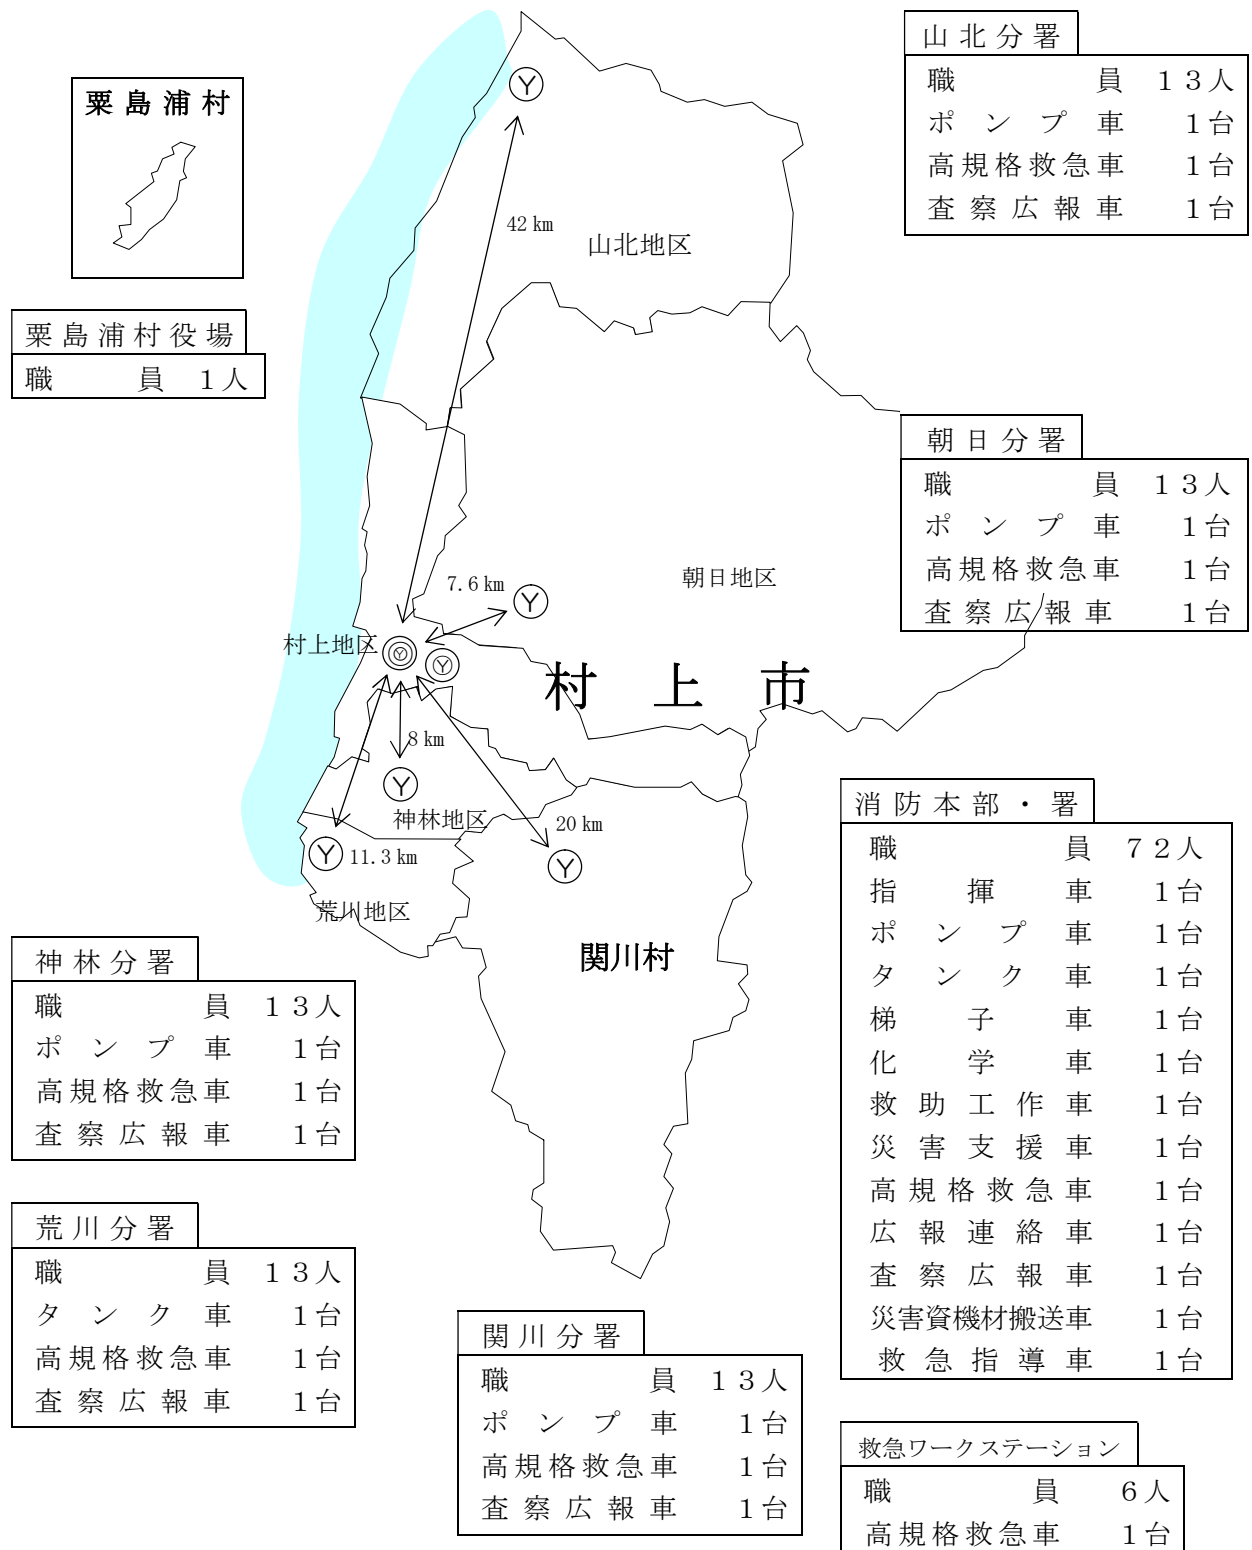 山北分署
職員 13人
ポンプ車 1台
高規格救急車 1台
査察広報車 1台
粟島浦村
粟島浦村役場
職員 1人
42 km
山北地区
朝日分署
職員 13人
ポンプ車 1台
高規格救急車 1台
査察広報車 1台
朝日地区
7.6 km
Y
Y
村上地区
Y
Y
村上市
8 km
Y
神林地区
20 km
Y
Y
11.3 km
荒川地区
関川村
消防本部・署
職員 72人
指揮車 1台
ポンプ車 1台
タンク車 1台
梯子車 1台
化学車 1台
救助工作車 1台
災害支援車 1台
高規格救急車 1台
広報連絡車 1台
査察広報車 1台
災害資機材搬送車 1台
救急指導車 1台
神林分署
職員 13人
ポンプ車 1台
高規格救急車 1台
査察広報車 1台
荒川分署
職員 13人
タンク車 1台
高規格救急車 1台
査察広報車 1台
関川分署
職員 13人
ポンプ車 1台
高規格救急車 1台
査察広報車 1台
救急ワークステーション
職員 6人
高規格救急車 1台